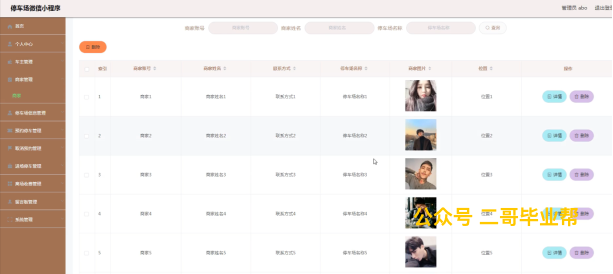 停车场微信小程序
管理员 abo 退出登录
商家账号 商家账号 商家姓名 商家姓名 停车场名称 停车场名称 查询
首页
删除
个人中心
车主管理
商家管理
商家
停车场信息管理
预约停车管理
取消预约管理
进场停车管理
离场收费管理
留言板管理
系统管理
索引 商家账号 商家姓名 联系方式 停车场名称 商家图片 位置 操作
1 商家1 商家姓名1 联系方式1 停车场名称1 位置1 详情 删除
2 商家2 商家姓名2 联系方式2 停车场名称2 位置2 详情 删除
3 商家3 商家姓名3 联系方式3 停车场名称3 位置3 详情 删除
4 商家4 商家姓名4 联系方式4 停车场名称4 位置4 详情 删除
公众号 二哥毕业帮
5 商家5 商家姓名5 联系方式5 停车场名称5 位置5 详情 删除